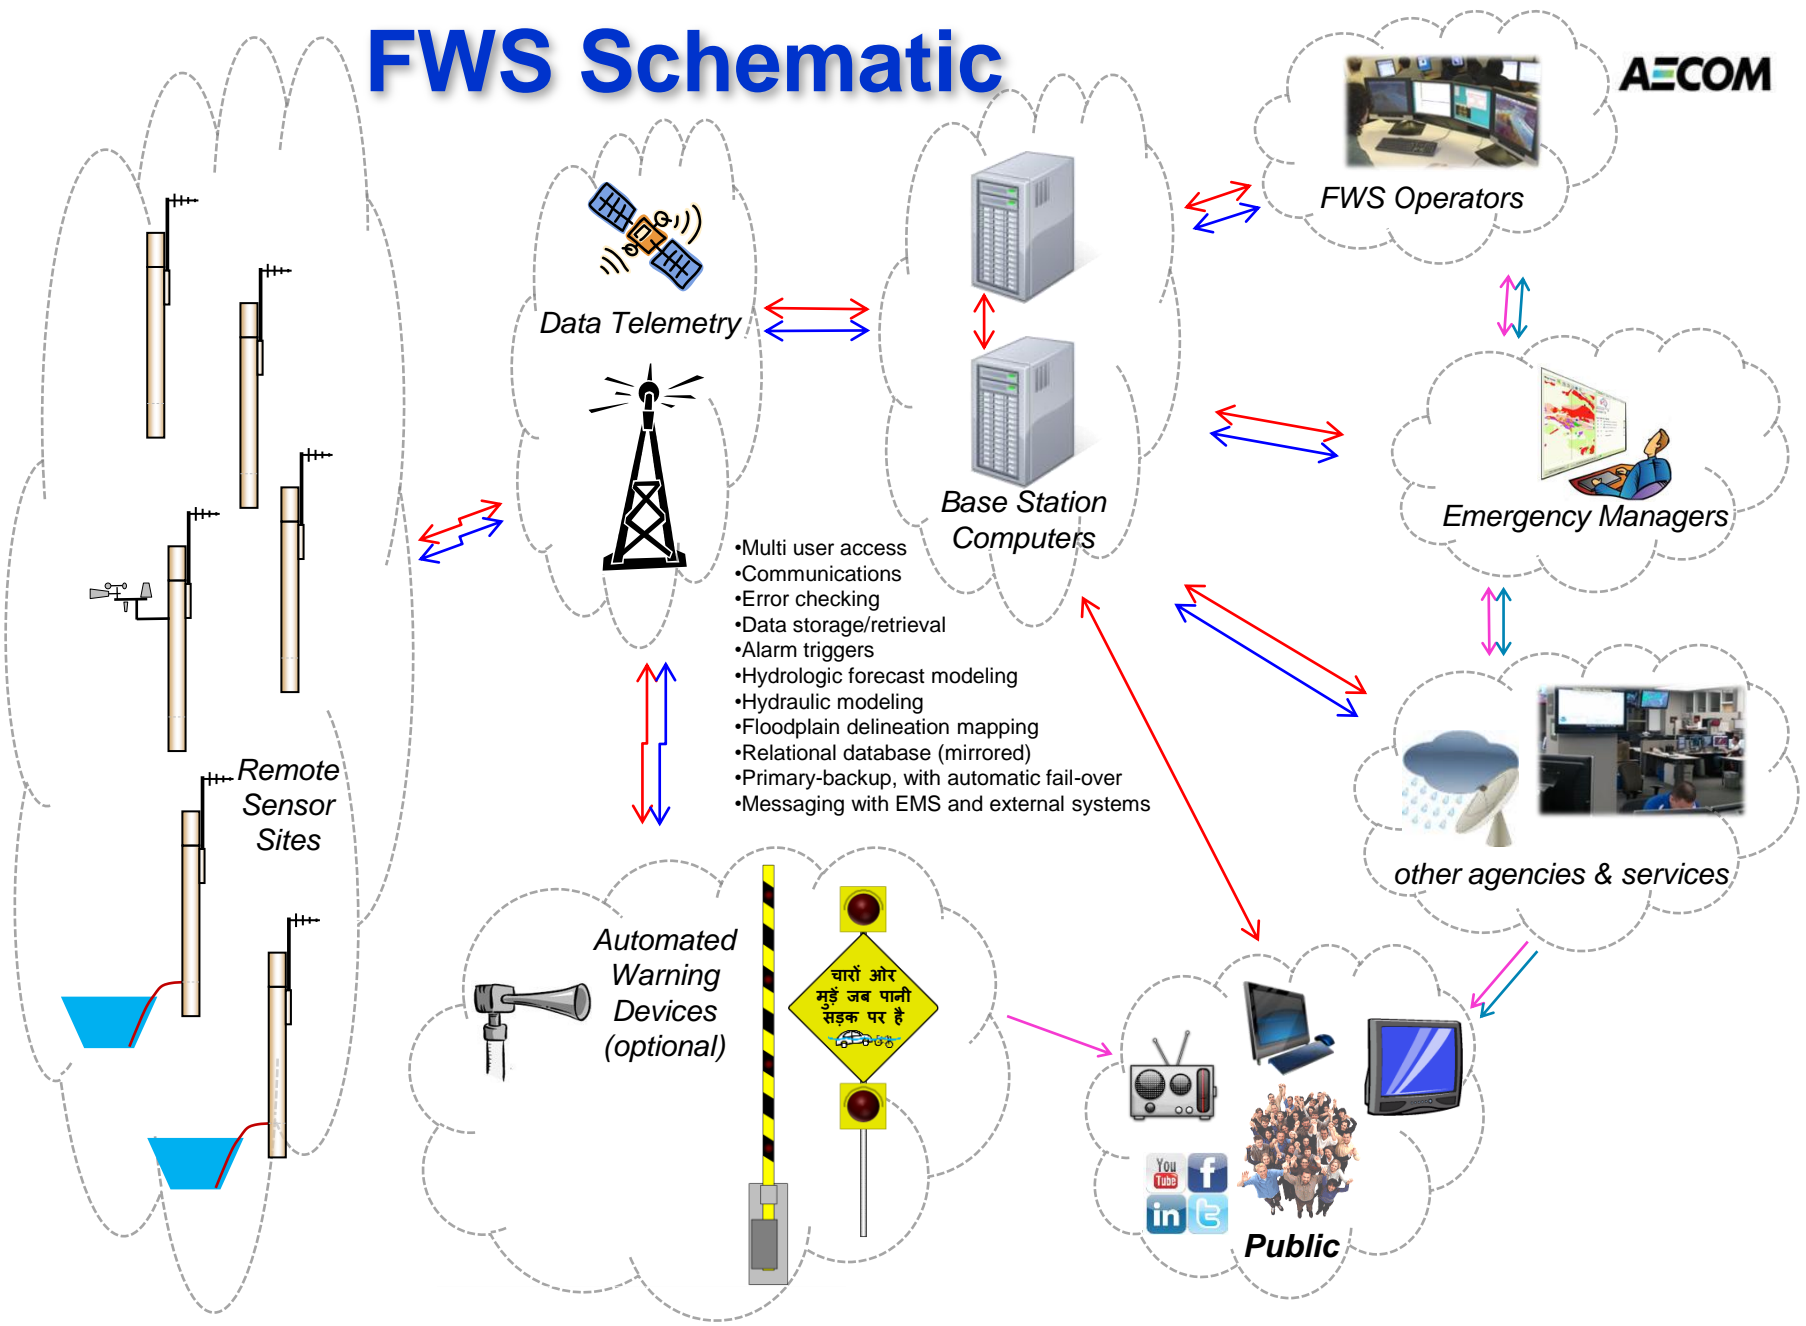 FWS Schematic
AECOM
FWS Operators
Data Telemetry
Base Station
Computers
Emergency Managers
•Multi user access
•Communications
•Error checking
•Data storage/retrieval
•Alarm triggers
•Hydrologic forecast modeling
•Hydraulic modeling
•Floodplain delineation mapping
•Relational database (mirrored)
•Primary-backup, with automatic fail-over
•Messaging with EMS and external systems
Remote
Sensor
Sites
other agencies & services
Automated
Warning
Devices
(optional)
चारों ओर
मुड़ें जब पानी
सड़क पर है
You
Tube
f
in
t
Public